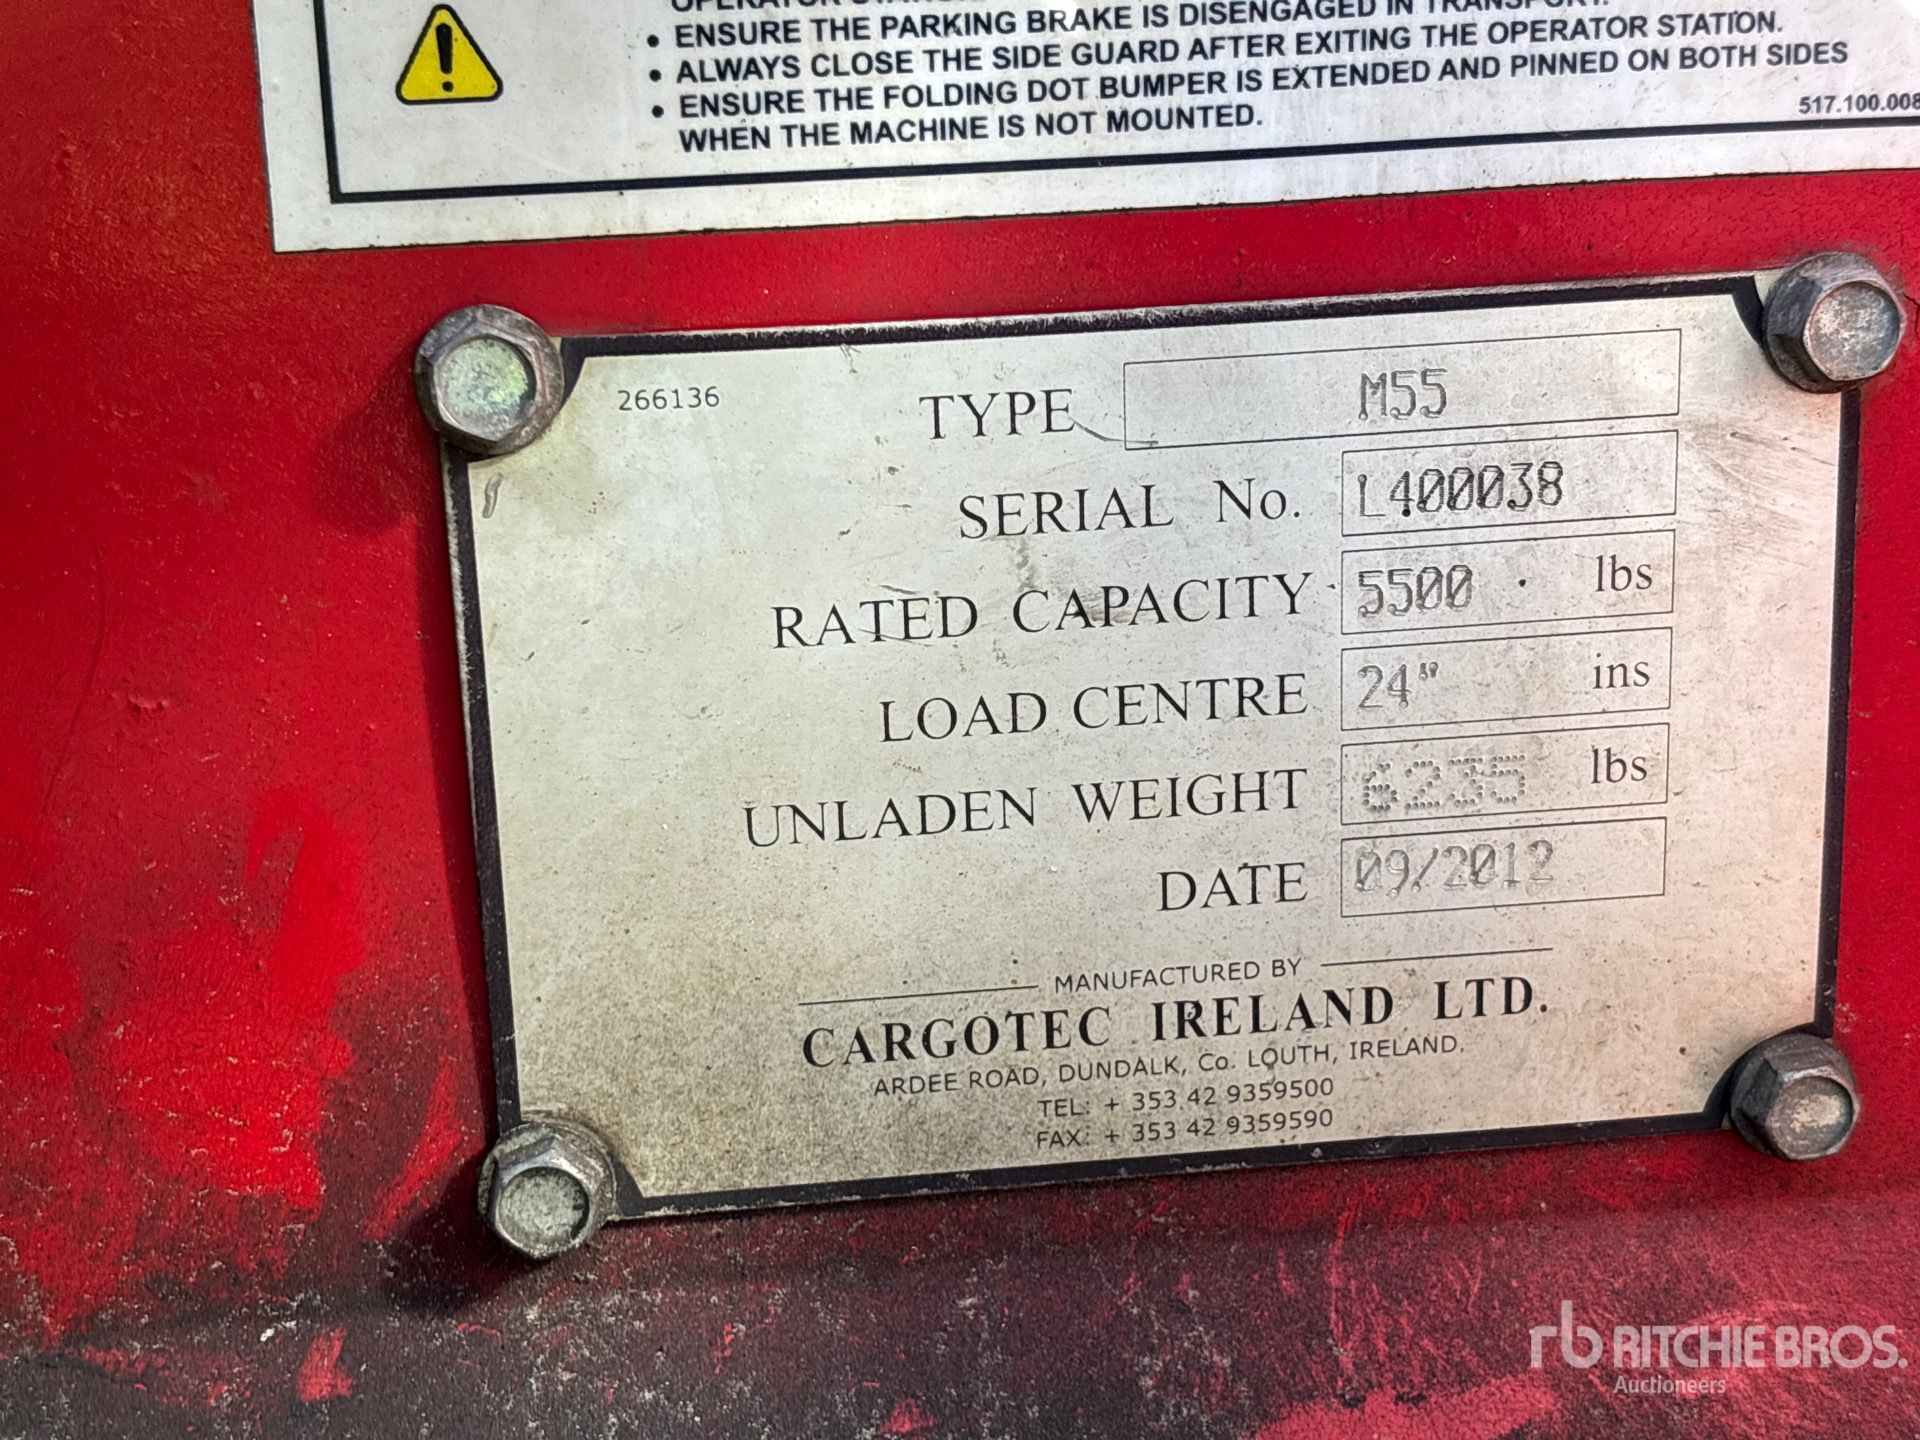 • ENSURE THE PARKING BRAKE IS DISENGAGED IN TRANSPORT.
• ALWAYS CLOSE THE SIDE GUARD AFTER EXITING THE OPERATOR STATION.
• ENSURE THE FOLDING DOT BUMPER IS EXTENDED AND PINNED ON BOTH SIDES
WHEN THE MACHINE IS NOT MOUNTED.
517.100.008
266136
TYPE M55
SERIAL No. L400038
RATED CAPACITY 5500 lbs
LOAD CENTRE 24" ins
UNLADEN WEIGHT 6235 lbs
DATE 09/2012
MANUFACTURED BY
CARGOTEC IRELAND LTD.
ARDEE ROAD, DUNDALK, Co. LOUTH, IRELAND.
TEL: + 353 42 9359500
FAX: + 353 42 9359590
rb RITCHIE BROS.
Auctioneers